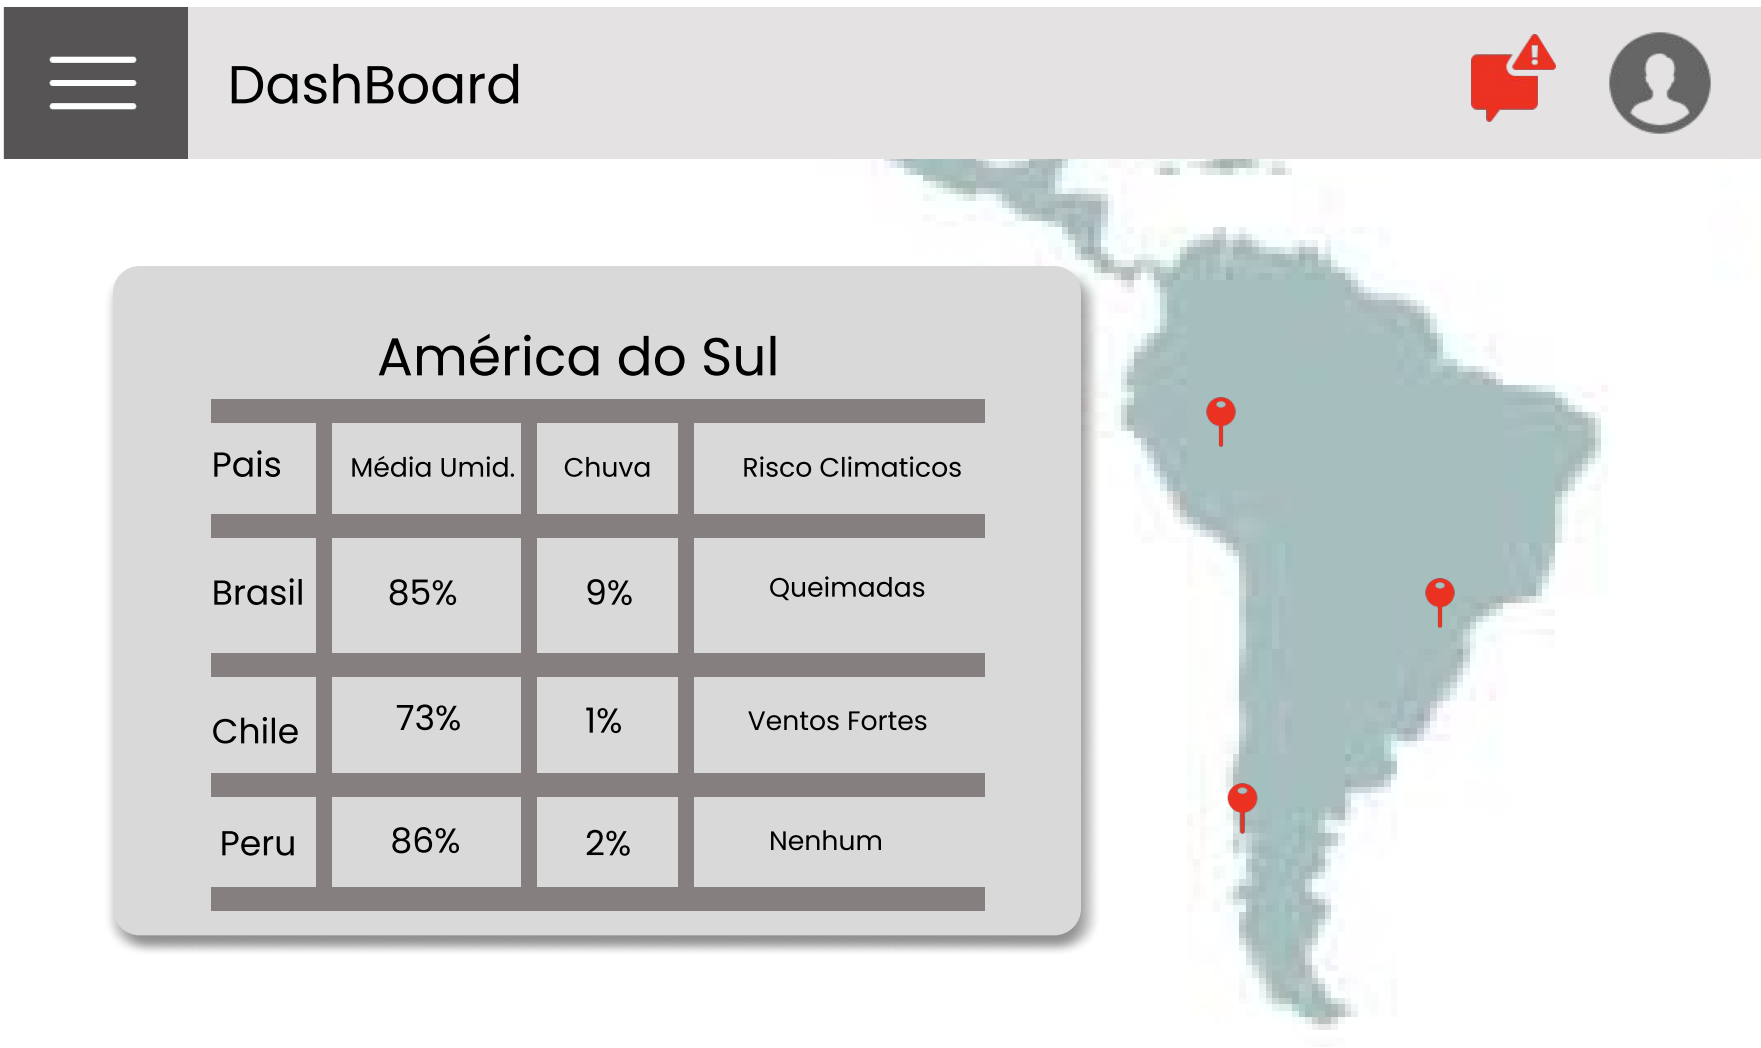 DashBoard
América do Sul
Pais Média Umid. Chuva Risco Climaticos
Brasil 85% 9% Queimadas
Chile 73% 1% Ventos Fortes
Peru 86% 2% Nenhum